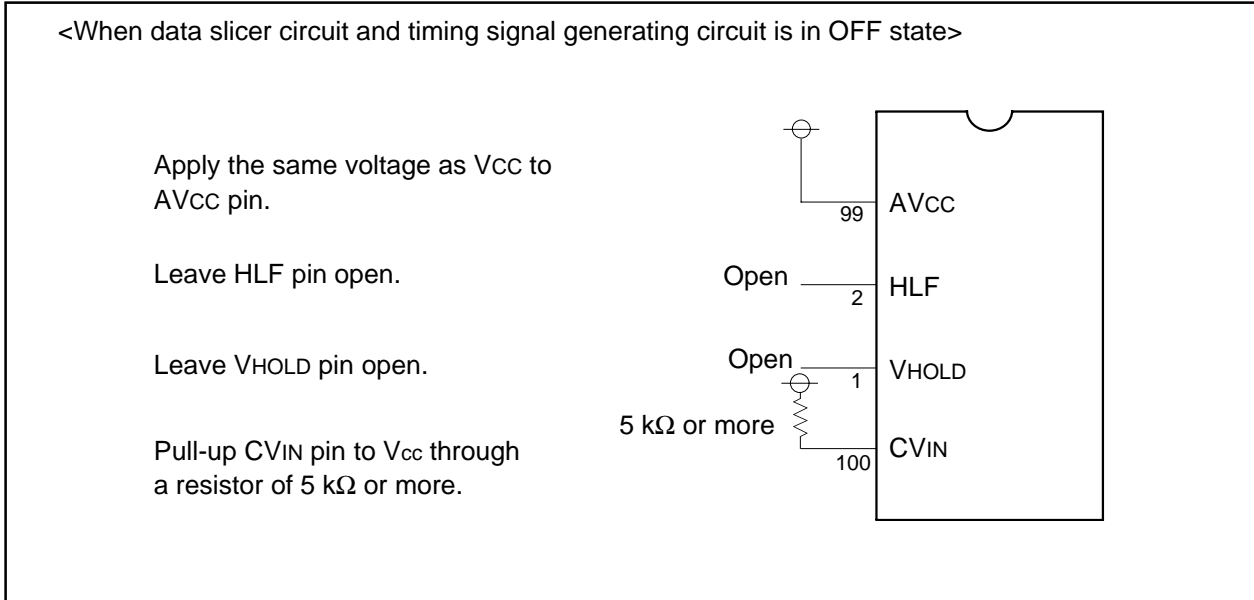 <When data slicer circuit and timing signal generating circuit is in OFF state>
Apply the same voltage as VCC to
AVCC pin.
Leave HLF pin open.
Leave VHOLD pin open.
Pull-up CVIN pin to Vcc through
a resistor of 5 kΩ or more.
99 AVCC
Open 2 HLF
Open 1 VHOLD
5 kΩ or more
100 CVIN